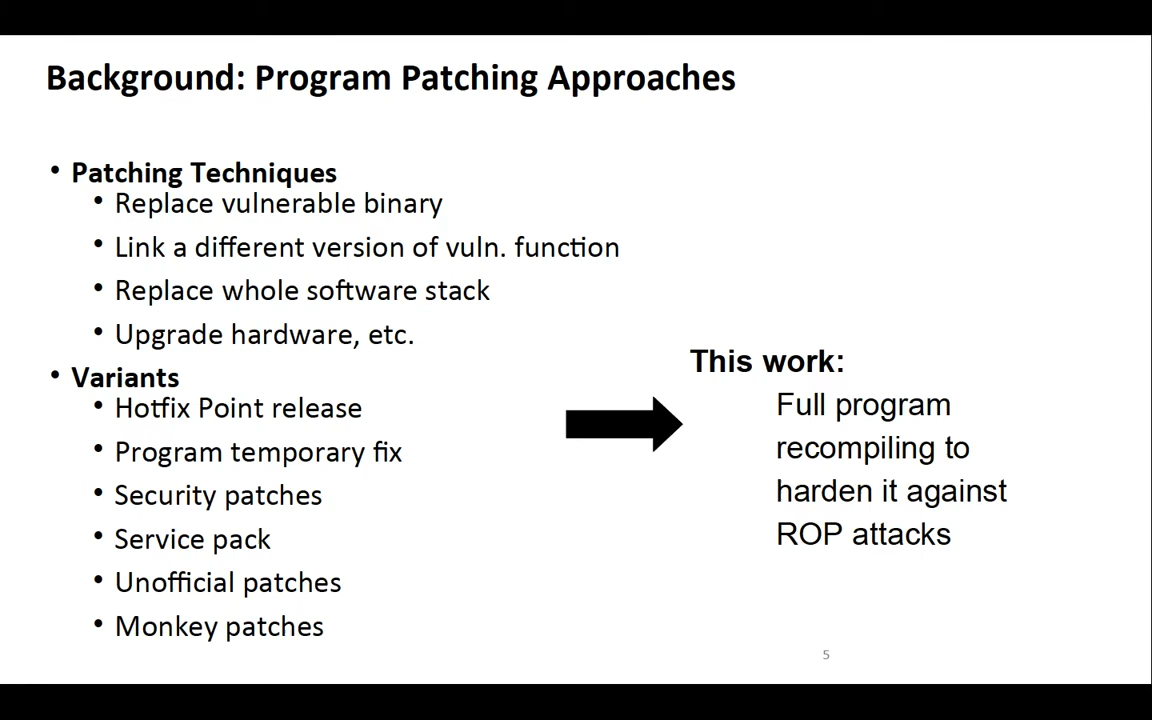 Background: Program Patching Approaches
• Patching Techniques
• Replace vulnerable binary
• Link a different version of vuln. function
• Replace whole software stack
• Upgrade hardware, etc.
• Variants
• Hotfix Point release
• Program temporary fix
• Security patches
• Service pack
• Unofficial patches
• Monkey patches
This work:
Full program
recompiling to
harden it against
ROP attacks
5